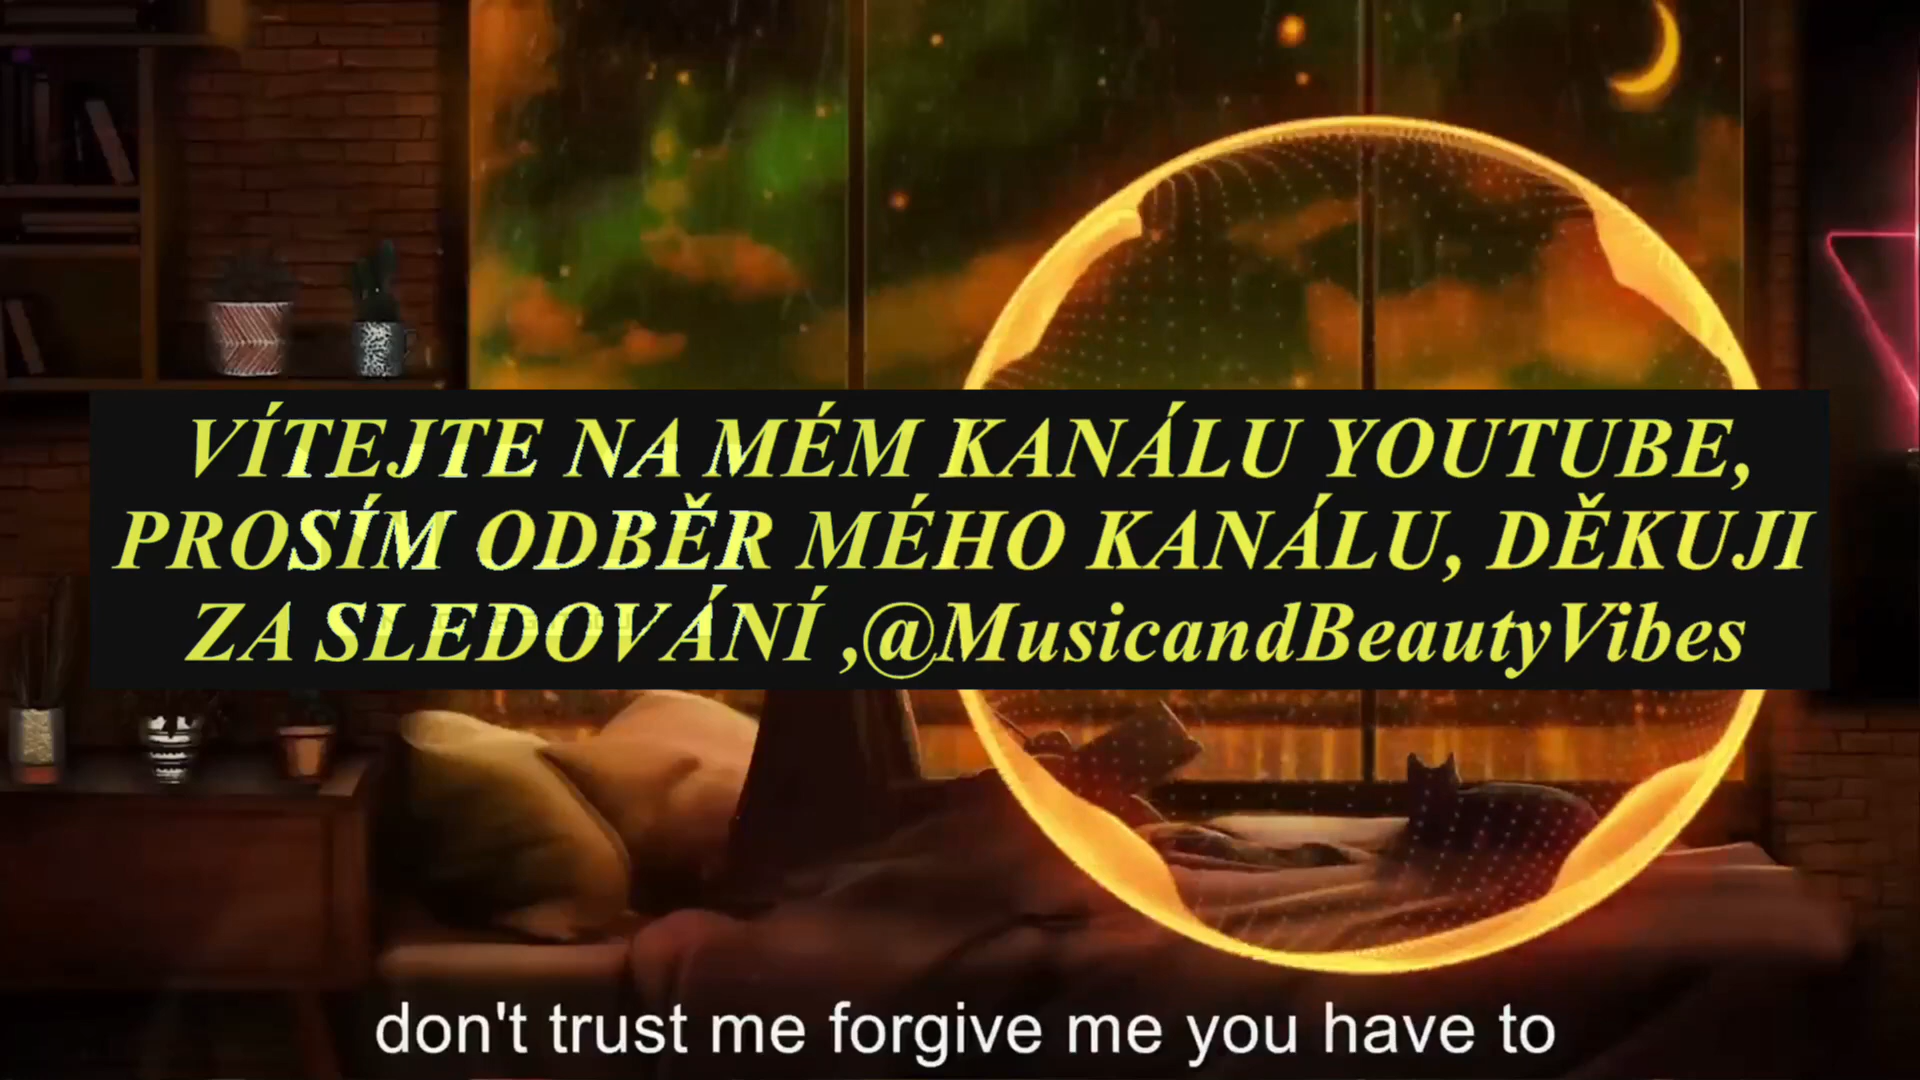 VÍTEJTE NA MÉM KANÁLU YOUTUBE,
PROSÍM ODBĚR MÉHO KANÁLU, DĚKUJI
ZA SLEDOVÁNÍ ,@MusicandBeautyVibes
don't trust me forgive me you have to